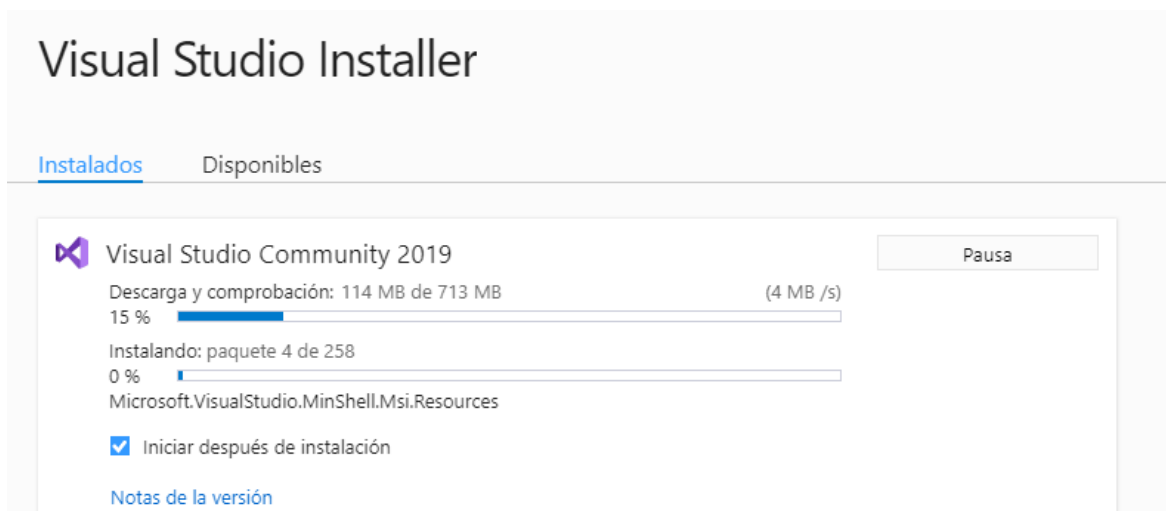 Visual Studio Installer
Instalados Disponibles
Visual Studio Community 2019 Pausa
Descarga y comprobación: 114 MB de 713 MB (4 MB /s)
15 %
Instalando: paquete 4 de 258
0 %
Microsoft.VisualStudio.MinShell.Msi.Resources
Iniciar después de instalación
Notas de la versión